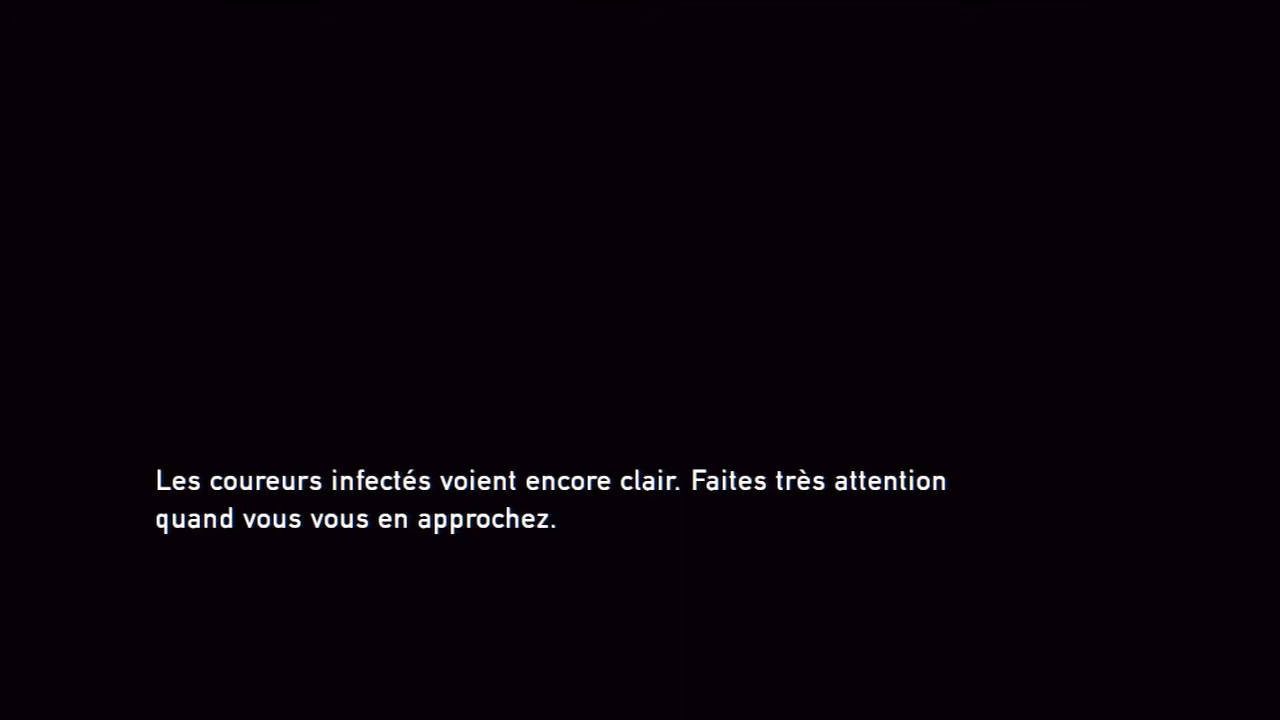 Les coureurs infectés voient encore clair. Faites très attention
quand vous vous en approchez.